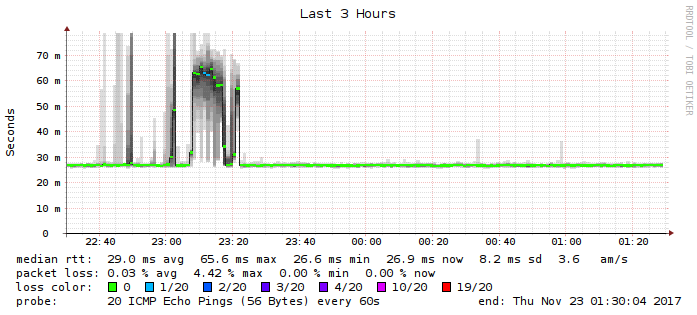 Last 3 Hours
RRDTOOL / TOBI OETIKER
Seconds
70 m
60 m
50 m
40 m
30 m
20 m
10 m
0
22:40 23:00 23:20 23:40 00:00 00:20 00:40 01:00 01:20
median rtt: 29.0 ms avg 65.6 ms max 26.6 ms min 26.9 ms now 8.2 ms sd 3.6 am/s
packet loss: 0.03 % avg 4.42 % max 0.00 % min 0.00 % now
loss color: 0 1/20 2/20 3/20 4/20 10/20 19/20
probe: 20 ICMP Echo Pings (56 Bytes) every 60s end: Thu Nov 23 01:30:04 2017